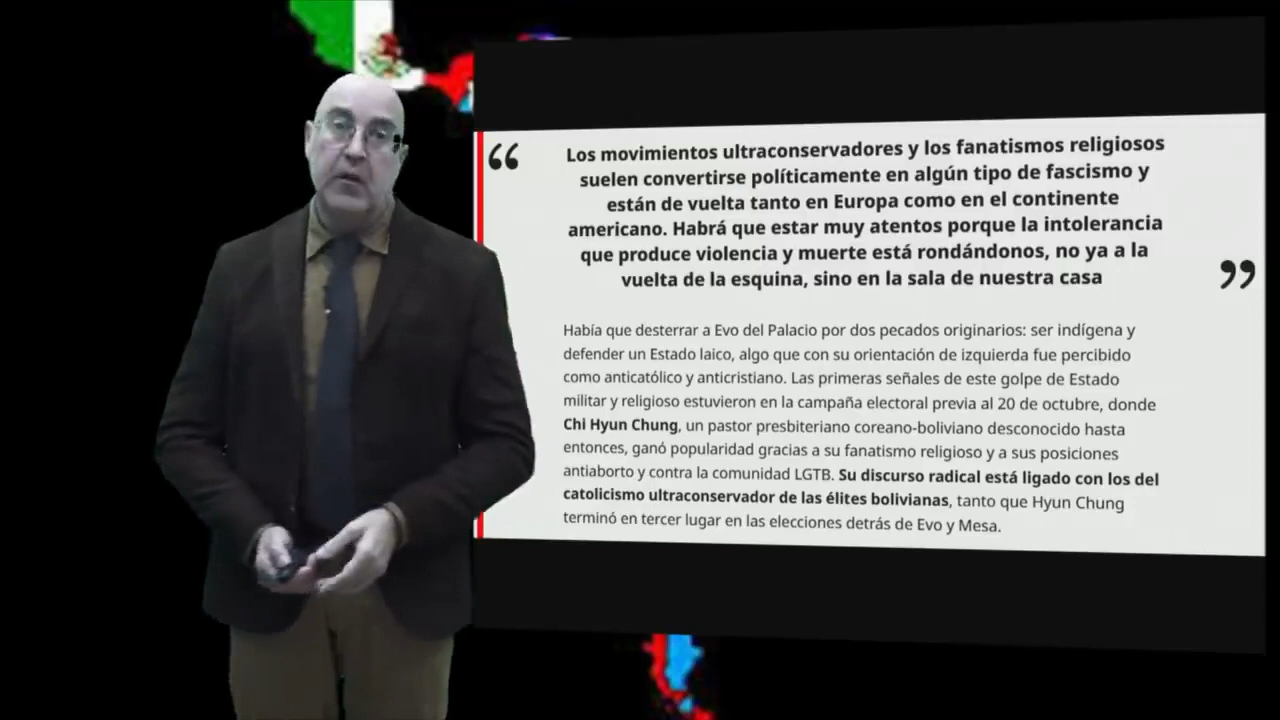 “
Los movimientos ultraconservadores y los fanatismos religiosos
suelen convertirse políticamente en algún tipo de fascismo y
están de vuelta tanto en Europa como en el continente
americano. Habrá que estar muy atentos porque la intolerancia
que produce violencia y muerte está rondándonos, no ya a la
vuelta de la esquina, sino en la sala de nuestra casa
”
Había que desterrar a Evo del Palacio por dos pecados originarios: ser indígena y
defender un Estado laico, algo que con su orientación de izquierda fue percibido
como anticatólico y anticristiano. Las primeras señales de este golpe de Estado
militar y religioso estuvieron en la campaña electoral previa al 20 de octubre, donde
Chi Hyun Chung, un pastor presbiteriano coreano-boliviano desconocido hasta
entonces, ganó popularidad gracias a su fanatismo religioso y a sus posiciones
antiaborto y contra la comunidad LGTB. Su discurso radical está ligado con los del
catolicismo ultraconservador de las élites bolivianas, tanto que Hyun Chung
terminó en tercer lugar en las elecciones detrás de Evo y Mesa.